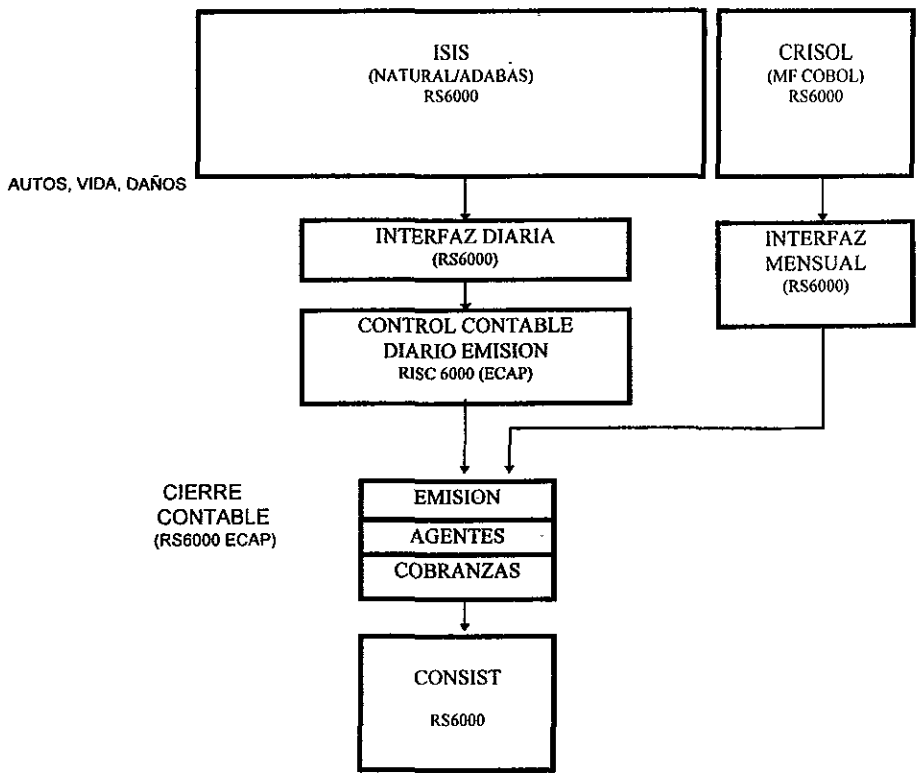 ISIS
(NATURAL/ADABAS)
RS6000
CRISOL
(MF COBOL)
RS6000
AUTOS, VIDA, DAÑOS
INTERFAZ DIARIA
(RS6000)
INTERFAZ
MENSUAL
(RS6000)
CONTROL CONTABLE
DIARIO EMISION
RISC 6000 (ECAP)
CIERRE
CONTABLE
(RS6000 ECAP)
EMISION
AGENTES
COBRANZAS
CONSIST
RS6000